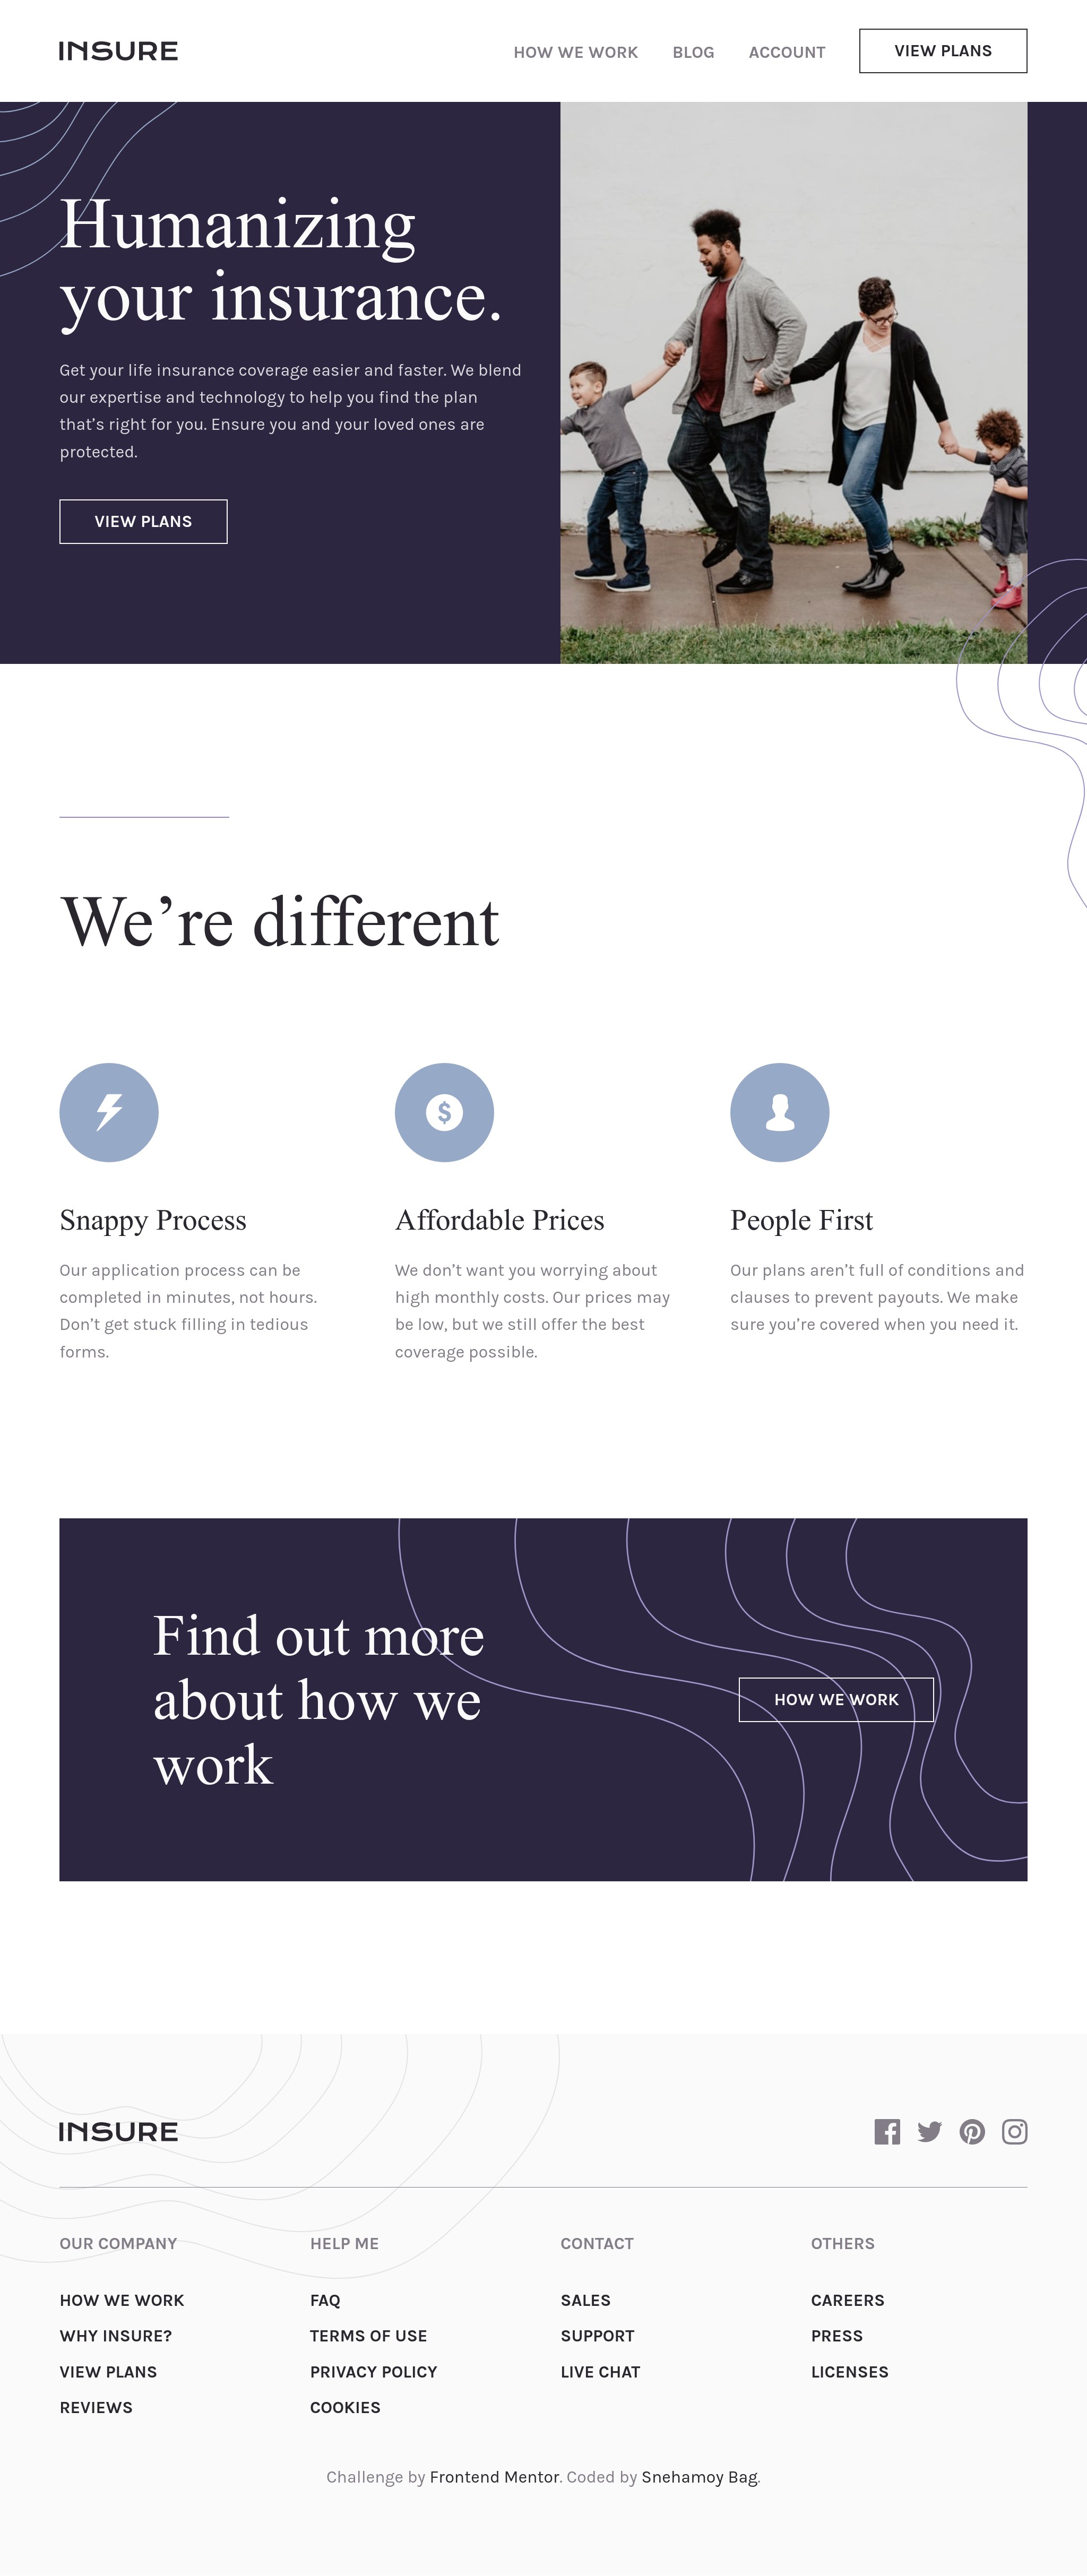 INSURE
HOW WE WORK BLOG ACCOUNT VIEW PLANS
Humanizing
your insurance.
Get your life insurance coverage easier and faster. We blend
our expertise and technology to help you find the plan
that’s right for you. Ensure you and your loved ones are
protected.
VIEW PLANS
We’re different
Snappy Process
Our application process can be
completed in minutes, not hours.
Don’t get stuck filling in tedious
forms.
Affordable Prices
We don’t want you worrying about
high monthly costs. Our prices may
be low, but we still offer the best
coverage possible.
People First
Our plans aren’t full of conditions and
clauses to prevent payouts. We make
sure you’re covered when you need it.
Find out more
about how we
work
HOW WE WORK
INSURE
OUR COMPANY
HOW WE WORK
WHY INSURE?
VIEW PLANS
REVIEWS
HELP ME
FAQ
TERMS OF USE
PRIVACY POLICY
COOKIES
CONTACT
SALES
SUPPORT
LIVE CHAT
OTHERS
CAREERS
PRESS
LICENSES
Challenge by Frontend Mentor. Coded by Snehamoy Bag.